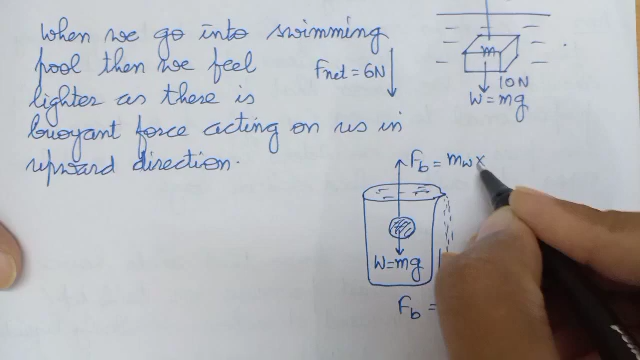 When we go into swimming
pool then we feel
lighter as there is
buoyant force acting on us in
upward direction.
Fnet = 6N
m
10N
W = mg
Fb = mw x
W = mg
Fb =